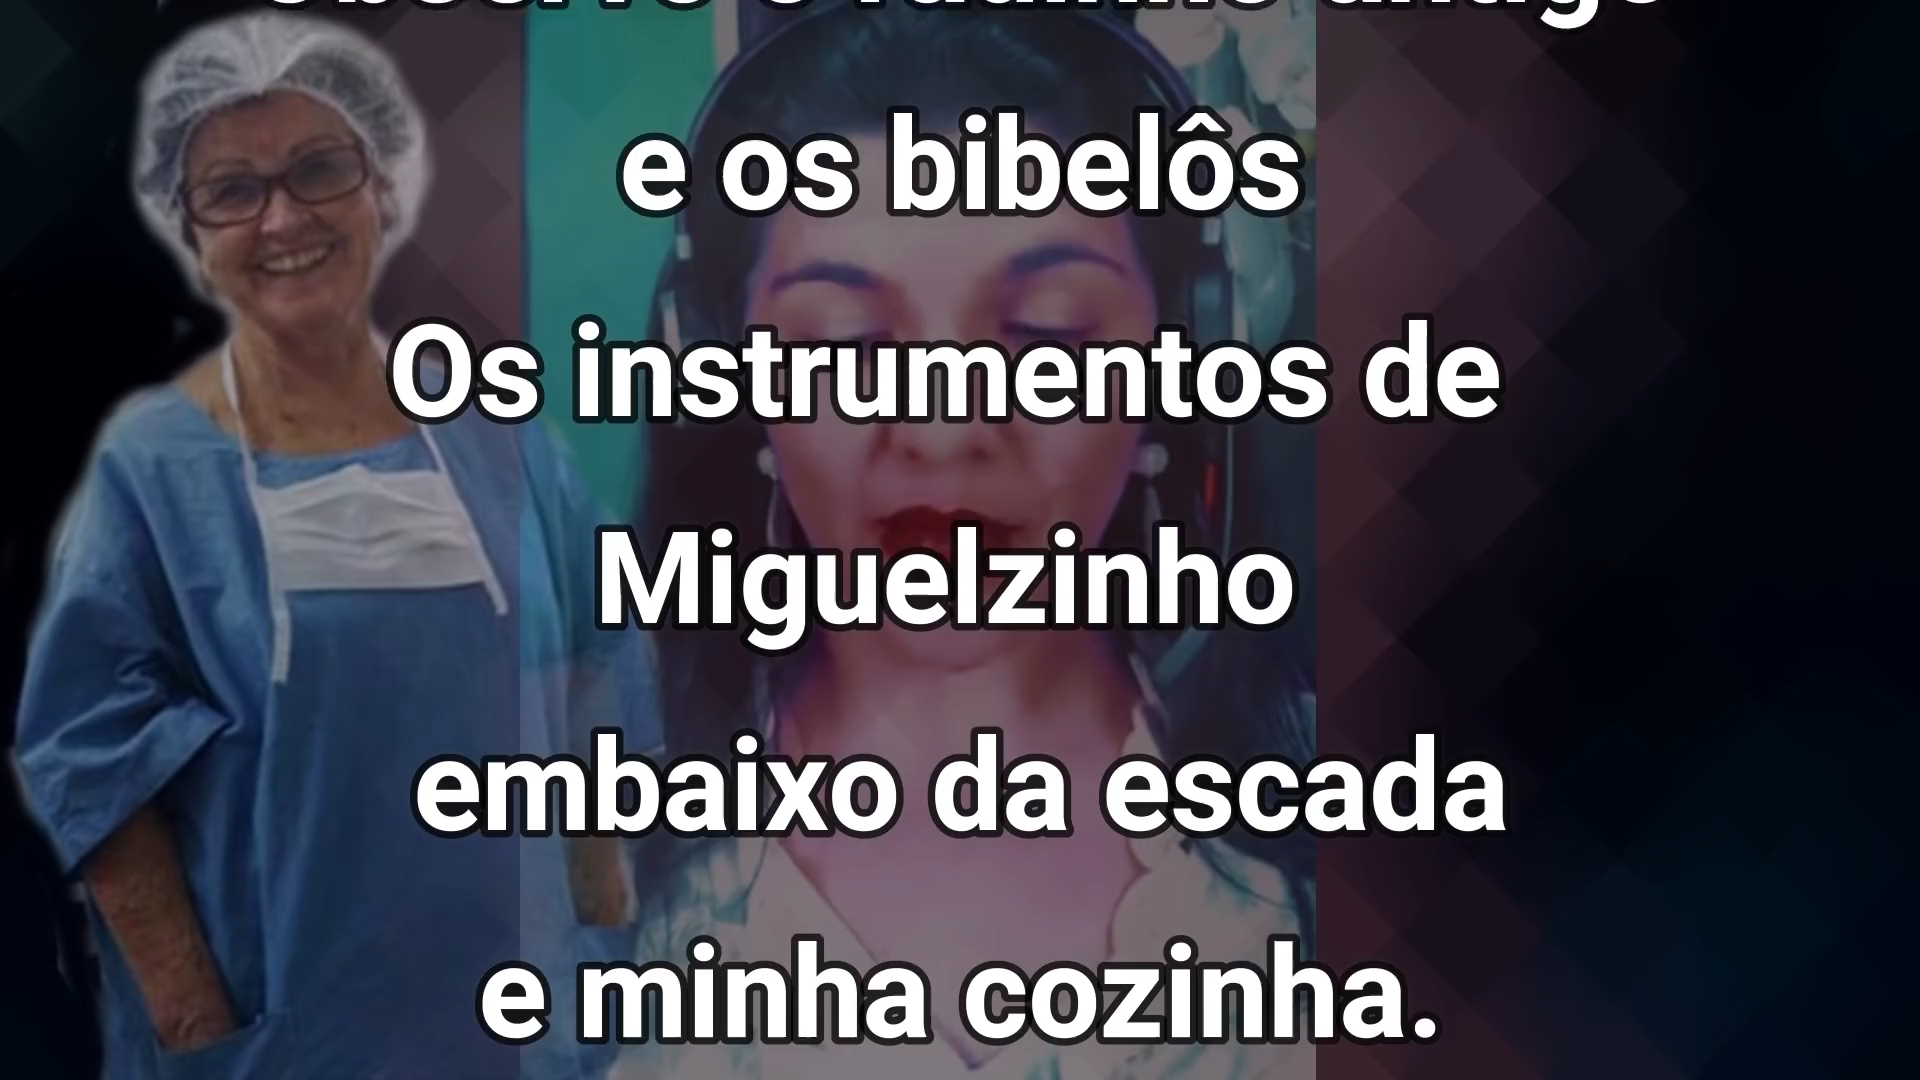 e os bibelôs
Os instrumentos de
Miguelzinho
embaixo da escada
e minha cozinha.